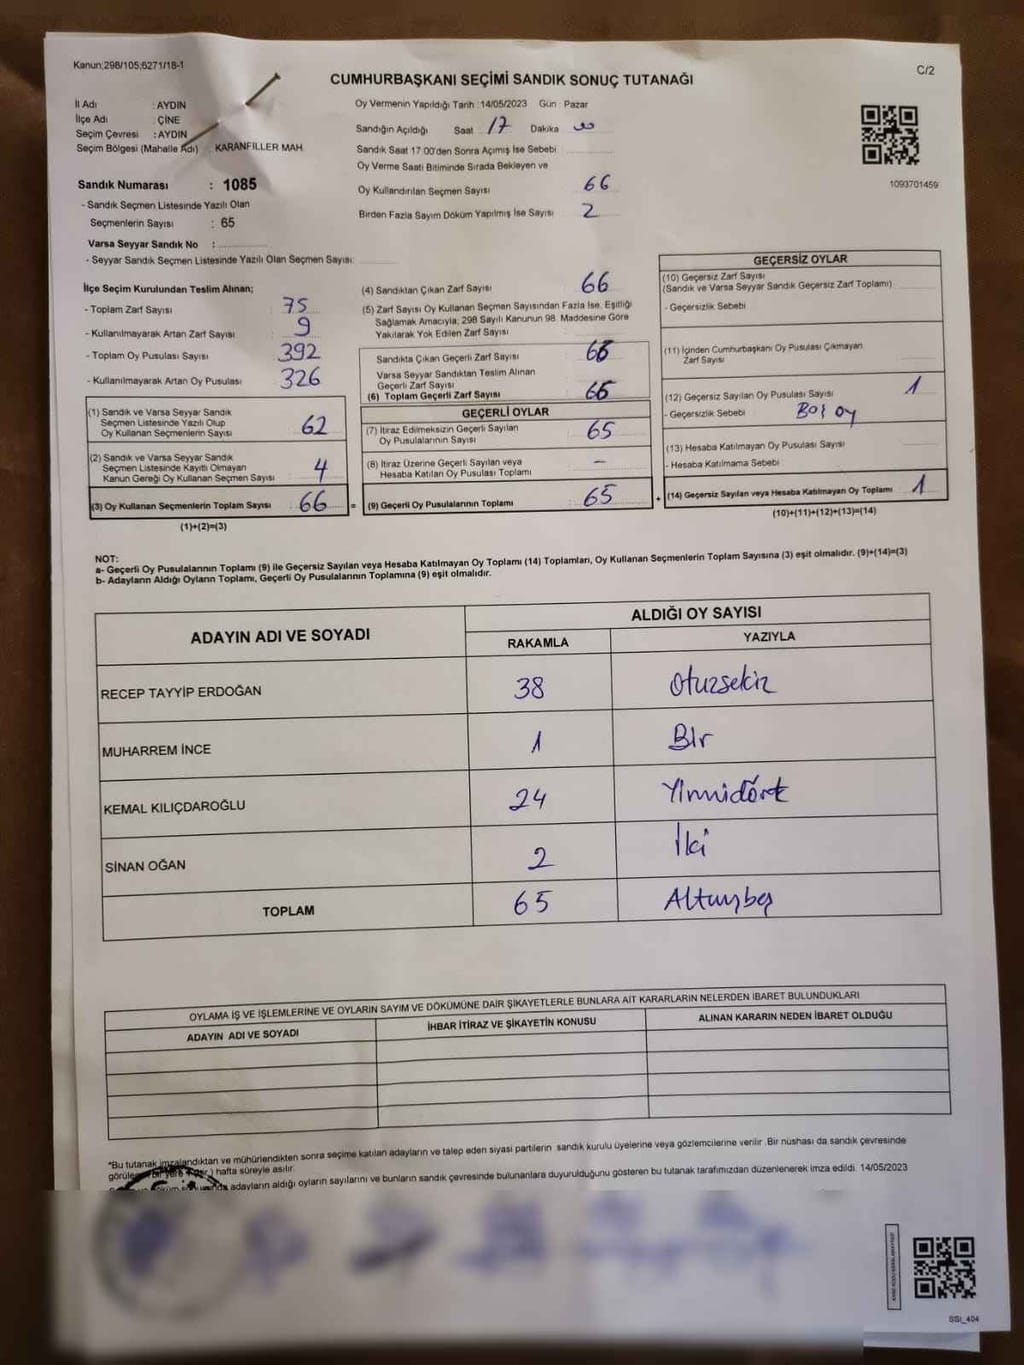 Kanun:298/105;6271/18-1
C/2
CUMHURBAŞKANI SEÇİMİ SANDIK SONUÇ TUTANAĞI
İl Adı : AYDIN
İlçe Adı : ÇİNE
Seçim Çevresi : AYDIN
Seçim Bölgesi (Mahalle Adı) : KARANFİLLER MAH.
Oy Vermenin Yapıldığı Tarih :14/05/2023 Gün : Pazar
Sandığın Açıldığı Saat 17 Dakika 00
Sandık Saat 17:00'den Sonra Açımış İse Sebebi
Oy Verme Saati Bitiminde Sırada Bekleyen ve
Oy Kullandırılan Seçmen Sayısı 66
Birden Fazla Sayım Döküm Yapılmış İse Sayısı 2
1093701459
Sandık Numarası : 1085
- Sandık Seçmen Listesinde Yazılı Olan
Seçmenlerin Sayısı : 65
Varsa Seyyar Sandık No :
- Seyyar Sandık Seçmen Listesinde Yazılı Olan Seçmen Sayısı:
İlçe Seçim Kurulundan Teslim Alınan;
- Toplam Zarf Sayısı : 75
- Kullanılmayarak Artan Zarf Sayısı : 9
- Toplam Oy Pusulası Sayısı : 392
- Kullanılmayarak Artan Oy Pusulası : 326
(1) Sandık ve Varsa Seyyar Sandık
Seçmen Listesinde Yazılı Olup
Oy Kullanan Seçmenlerin Sayısı : 62
(2) Sandık ve Varsa Seyyar Sandık
Seçmen Listesinde Kayıtlı Olmayan
Kanun Gereği Oy Kullanan Seçmen Sayısı : 4
(3) Oy Kullanan Seçmenlerin Toplam Sayısı : 66
(1)+(2)=(3)
(4) Sandıktan Çıkan Zarf Sayısı : 66
(5) Zarf Sayısı Oy Kullanan Seçmen Sayısından Fazla İse, Eşitliği
Sağlamak Amacıyla; 298 Sayılı Kanunun 98. Maddesine Göre
Yakılarak Yok Edilen Zarf Sayısı :
Sandıkta Çıkan Geçerli Zarf Sayısı : 66
Varsa Seyyar Sandıktan Teslim Alınan
Geçerli Zarf Sayısı :
(6) Toplam Geçerli Zarf Sayısı : 66
GEÇERLİ OYLAR
(7) İtiraz Edilmeksizin Geçerli Sayılan
Oy Pusulalarının Sayısı : 65
(8) İtiraz Üzerine Geçerli Sayılan veya
Hesaba Katılan Oy Pusulası Toplamı : –
= (9) Geçerli Oy Pusulalarının Toplamı : 65 +
GEÇERSİZ OYLAR
(10) Geçersiz Zarf Sayısı
(Sandık ve Varsa Seyyar Sandık Geçersiz Zarf Toplamı)
- Geçersizlik Sebebi
(11) İçinden Cumhurbaşkanı Oy Pusulası Çıkmayan
Zarf Sayısı
(12) Geçersiz Sayılan Oy Pusulası Sayısı 1
- Geçersizlik Sebebi : Boş oy
(13) Hesaba Katılmayan Oy Pusulası Sayısı
- Hesaba Katılmama Sebebi
(14) Geçersiz Sayılan veya Hesaba Katılmayan Oy Toplamı : 1
(10)+(11)+(12)+(13)=(14)
NOT:
a- Geçerli Oy Pusulalarının Toplamı (9) ile Geçersiz Sayılan veya Hesaba Katılmayan Oy Toplamı (14) Toplamları, Oy Kullanan Seçmenlerin Toplam Sayısına (3) eşit olmalıdır. (9)+(14)=(3)
b- Adayların Aldığı Oyların Toplamı, Geçerli Oy Pusulalarının Toplamına (9) eşit olmalıdır.
ADAYIN ADI VE SOYADI
ALDIĞI OY SAYISI
RAKAMLA YAZIYLA
RECEP TAYYİP ERDOĞAN 38 Otuzsekiz
MUHARREM İNCE 1 Bir
KEMAL KILIÇDAROĞLU 24 Yirmidört
SİNAN OĞAN 2 İki
TOPLAM 65 Altmışbeş
OYLAMA İŞ VE İŞLEMLERİNE VE OYLARIN SAYIM VE DÖKÜMÜNE DAİR ŞİKAYETLERLE BUNLARA AİT KARARLARIN NELERDEN İBARET BULUNDUKLARI
ADAYIN ADI VE SOYADI İHBAR İTİRAZ VE ŞİKAYETİN KONUSU ALINAN KARARIN NEDEN İBARET OLDUĞU
*Bu tutanak imzalandıktan ve mühürlendikten sonra seçime katılan adayların ve talep eden siyasi partilerin sandık kurulu üyelerine veya gözlemcilerine verilir .Bir nüshası da sandık çevresinde
hafta süreyle asılır.
adayların aldığı oyların sayılarını ve bunların sandık çevresinde bulunanlara duyurulduğunu gösteren bu tutanak tarafımızdan düzenlenerek imza edildi. 14/05/2023
SSI_404